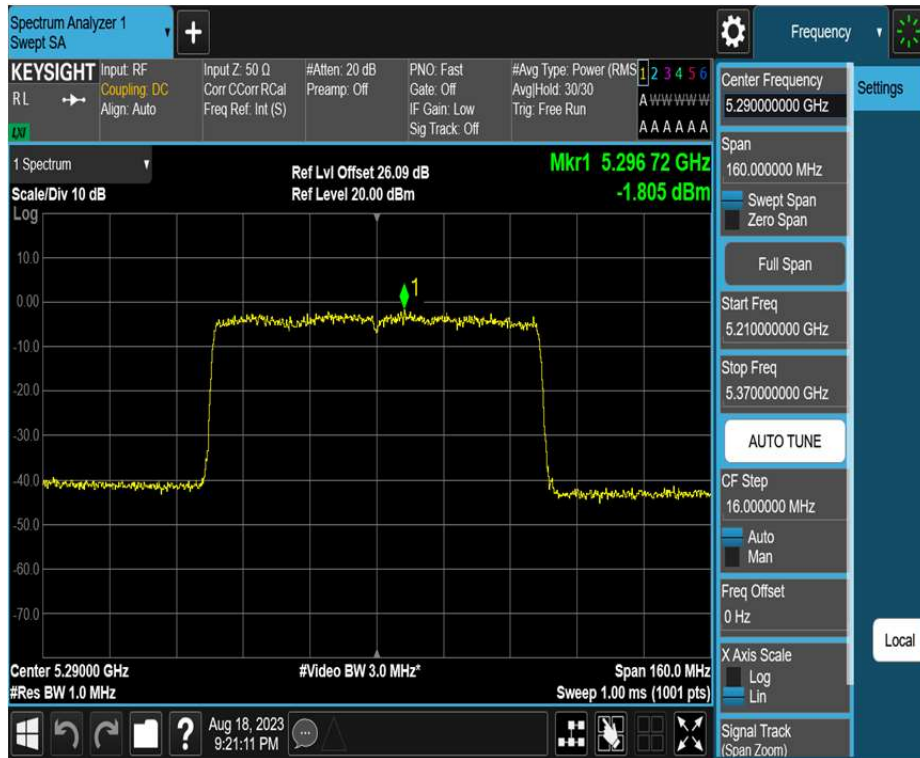 Spectrum Analyzer 1
Swept SA
+
Frequency
KEYSIGHT
RL
LXI
Input: RF
Coupling: DC
Align: Auto
Input Z: 50 Ω
Corr CCorr RCal
Freq Ref: Int (S)
#Atten: 20 dB
Preamp: Off
PNO: Fast
Gate: Off
IF Gain: Low
Sig Track: Off
#Avg Type: Power (RMS
Avg|Hold: 30/30
Trig: Free Run
1 2 3 4 5 6
A W W W W W
A A A A A A
1 Spectrum
Scale/Div 10 dB
Log
Ref Lvl Offset 26.09 dB
Ref Level 20.00 dBm
Mkr1 5.296 72 GHz
-1.805 dBm
1
10.0
0.00
-10.0
-20.0
-30.0
-40.0
-50.0
-60.0
-70.0
Center 5.29000 GHz
#Res BW 1.0 MHz
#Video BW 3.0 MHz*
Span 160.0 MHz
Sweep 1.00 ms (1001 pts)
?
Aug 18, 2023
9:21:11 PM
Center Frequency
5.290000000 GHz
Span
160.000000 MHz
Swept Span
Zero Span
Full Span
Start Freq
5.210000000 GHz
Stop Freq
5.370000000 GHz
AUTO TUNE
CF Step
16.000000 MHz
Auto
Man
Freq Offset
0 Hz
X Axis Scale
Log
Lin
Signal Track
(Span Zoom)
Settings
Local